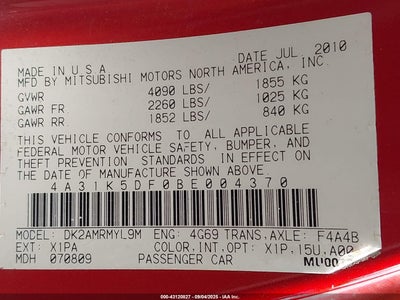 MADE IN U S A DATE JUL. 2010
MFD BY MITSUBISHI MOTORS NORTH AMERICA, INC.
GVWR 4090 LBS/ 1855 KG
GAWR FR 2260 LBS/ 1025 KG
GAWR RR 1852 LBS/ 840 KG
THIS VEHICLE CONFORMS TO ALL APPLICABLE
FEDERAL MOTOR VEHICLE SAFETY, BUMPER, AND
THEFT PREVENTION STANDARDS IN EFFECT ON
THE DATE OF MANUFACTURE SHOWN ABOVE.
4A31K5DF0BE004370
MODEL: DK2AMRMYL9M ENG: 4G69 TRANS,AXLE: F4A4B
EXT: X1PA COLOR,INT,OPT: X1P,15U,A00
MDH 070809 PASSENGER CAR
IAA 000-43120827 - 09/04/2025 - IAAI.COM